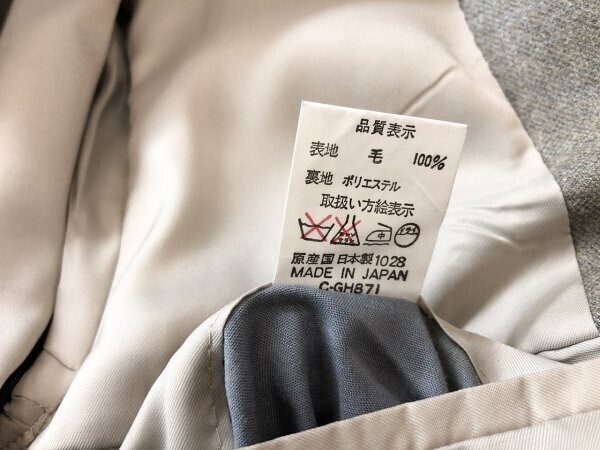 品質表示
表地 毛 100%
裏地 ポリエステル
取扱い方絵表示
原産国 日本製 1028
MADE IN JAPAN
C-GH871